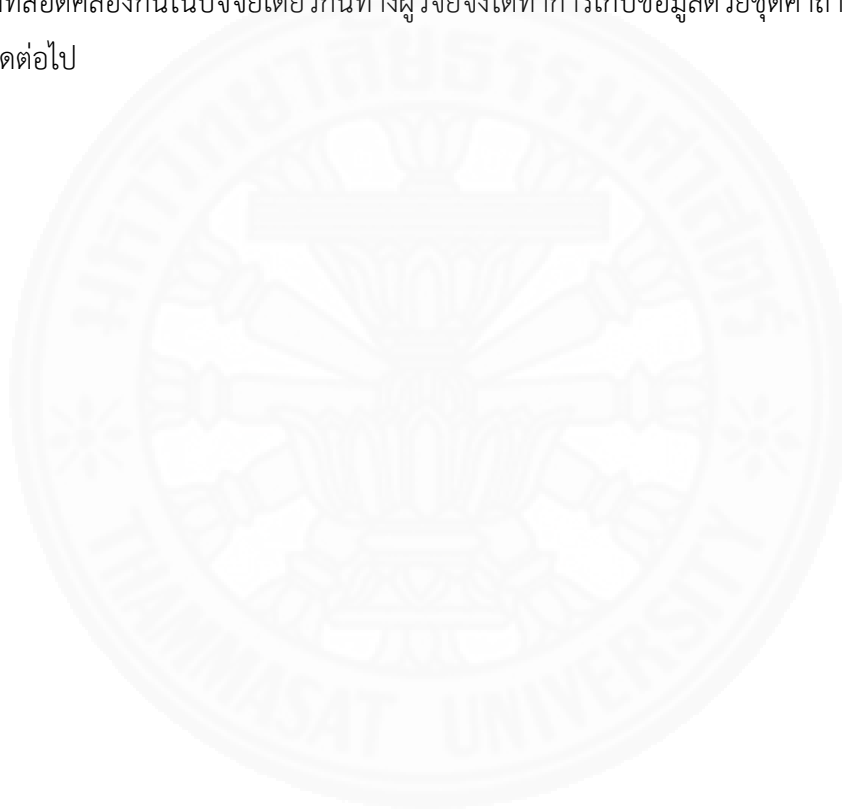 ที่สอดคล้องกันในปัจจัยเดียวกันทางผู้วิจัยจึงได้ทำการเก็บข้อมูลด้วยชุดคำถา
ดต่อไป
มหาวิทยาลัยธรรมศาสตร์
THAMMASAT UNIVERSITY